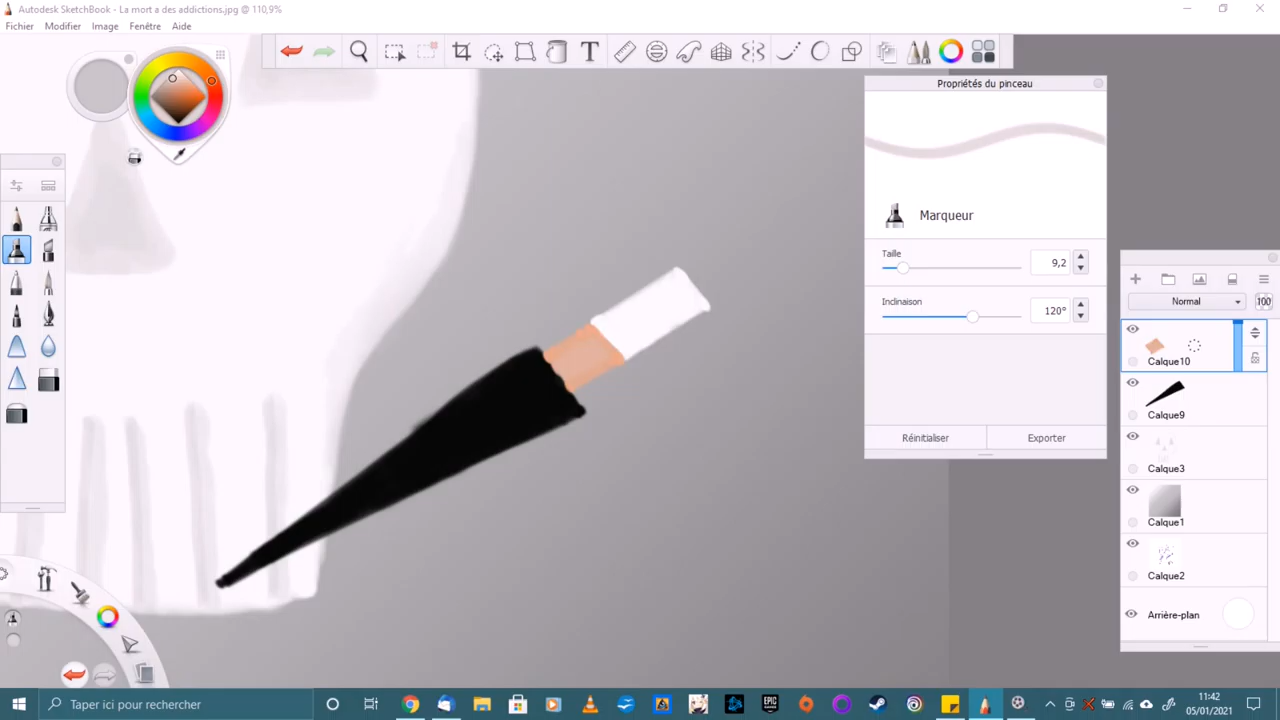 Autodesk SketchBook - La mort a des addictions.jpg @ 110,9%
Fichier Modifier Image Fenêtre Aide
Propriétés du pinceau
Marqueur
Taille
9,2
Inclinaison
120°
Réinitialiser Exporter
Normal 100
Calque10
Calque9
Calque3
Calque1
Calque2
Arrière-plan
Taper ici pour rechercher
EPIC
11:42
05/01/2021